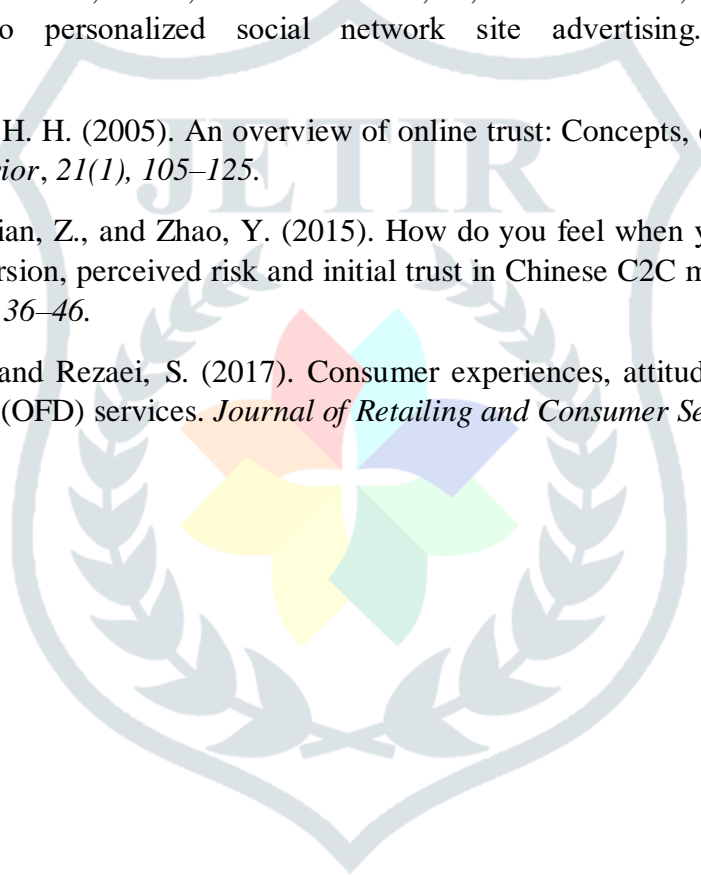 o personalized social network site advertising.
JETIR
H. H. (2005). An overview of online trust: Concepts,
ior, 21(1), 105–125.
ian, Z., and Zhao, Y. (2015). How do you feel when y
rsion, perceived risk and initial trust in Chinese C2C m
36–46.
and Rezaei, S. (2017). Consumer experiences, attitud
(OFD) services. Journal of Retailing and Consumer Se